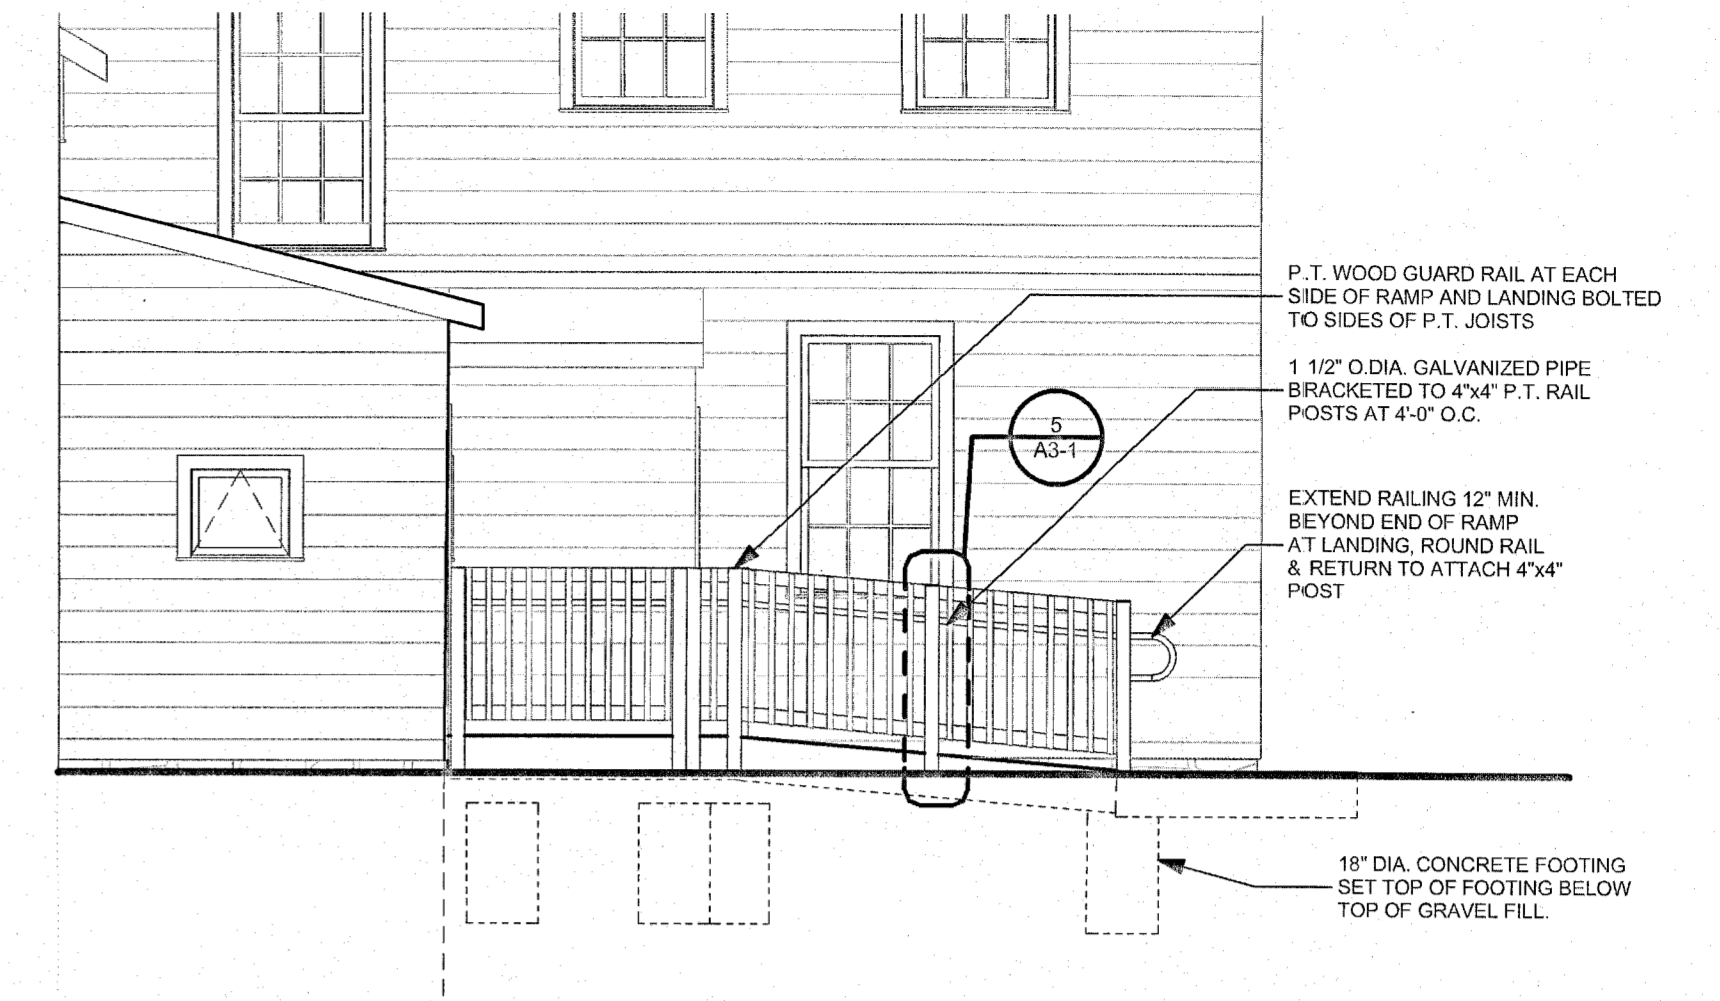 P.T. WOOD GUARD RAIL AT EACH
SIDE OF RAMP AND LANDING BOLTED
TO SIDES OF P.T. JOISTS
1 1/2" O.DIA. GALVANIZED PIPE
BRACKETED TO 4"x4" P.T. RAIL
POSTS AT 4'-0" O.C.
5
A3-1
EXTEND RAILING 12" MIN.
BEYOND END OF RAMP
AT LANDING, ROUND RAIL
& RETURN TO ATTACH 4"x4"
POST
18" DIA. CONCRETE FOOTING
SET TOP OF FOOTING BELOW
TOP OF GRAVEL FILL.